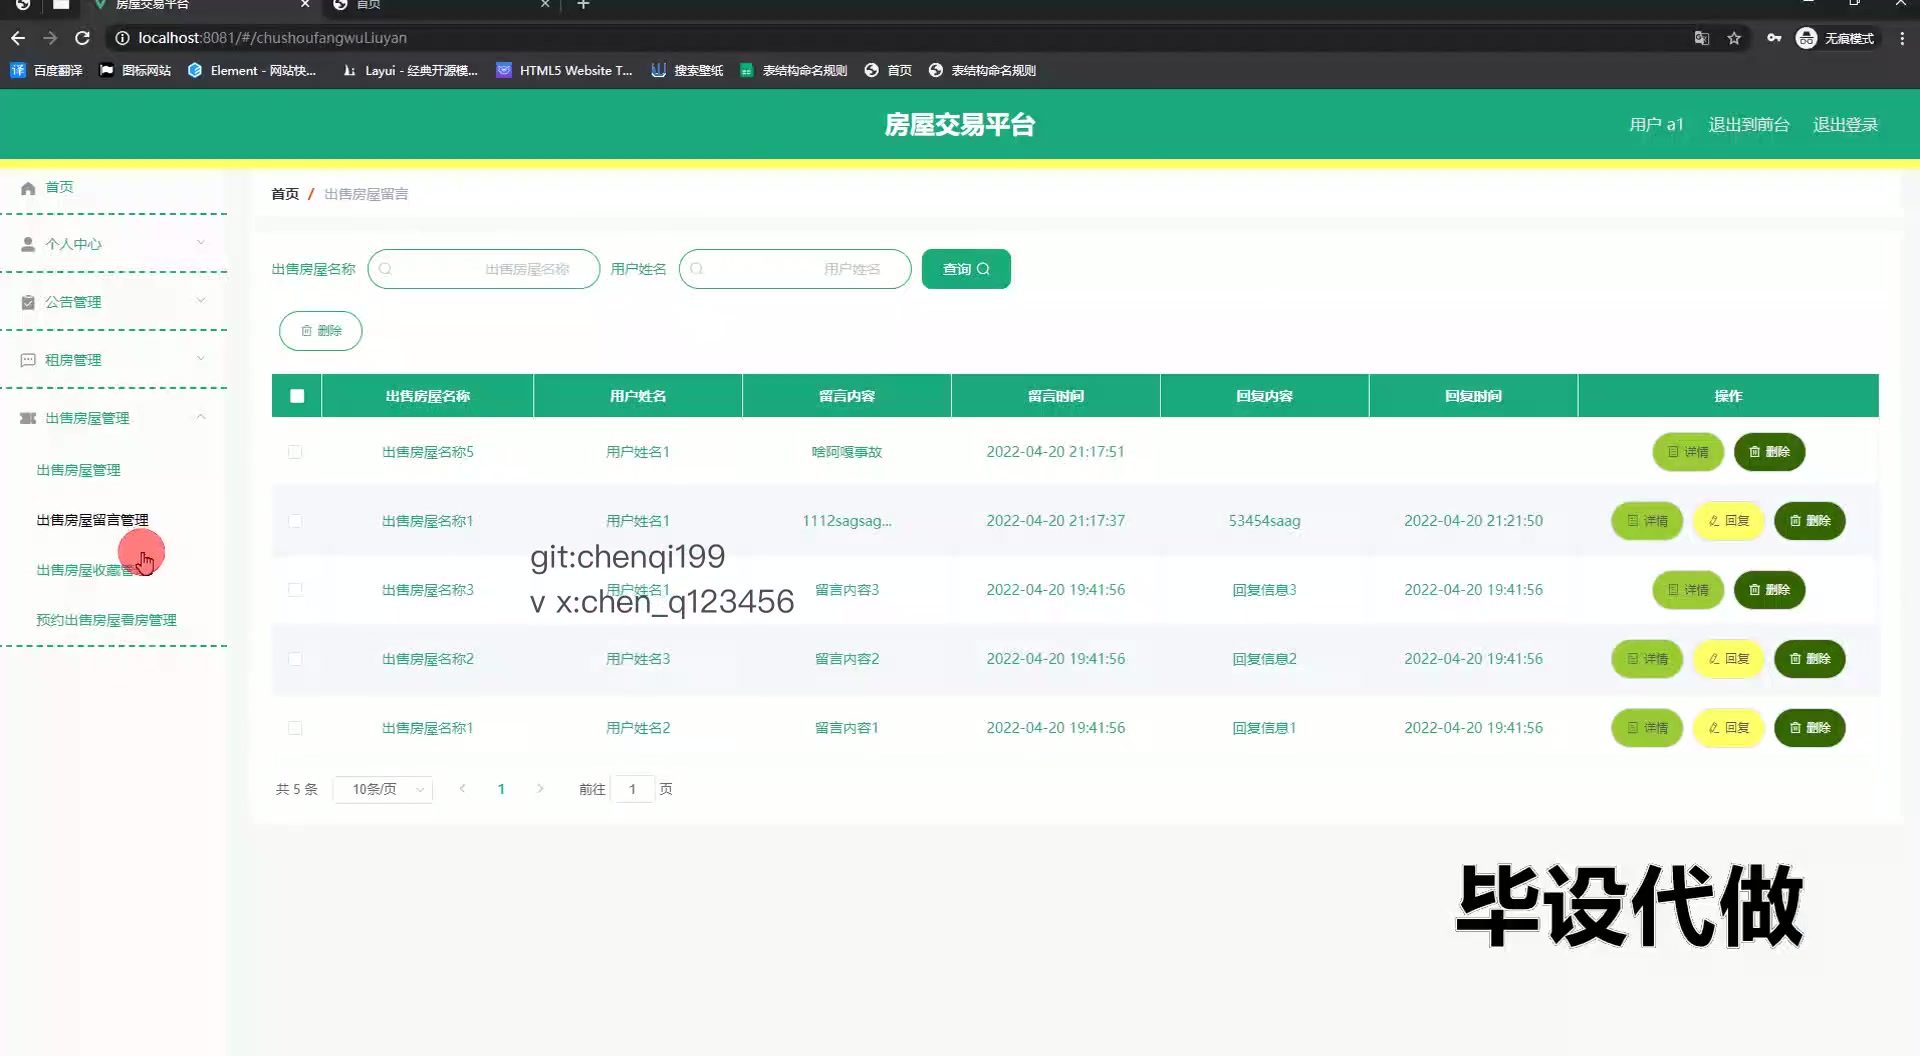 房屋交易平台
首页
localhost:8081/#/chushoufangwuLiuyan
无痕模式
百度翻译
图标网站
Element - 网站快...
Layui - 经典开源模...
HTML5 Website T...
搜索壁纸
表结构命名规则
首页
表结构命名规则
房屋交易平台
用户 a1
退出到前台
退出登录
首页
个人中心
公告管理
租房管理
出售房屋管理
出售房屋管理
出售房屋留言管理
出售房屋收藏管理
预约出售房屋看房管理
首页 / 出售房屋留言
出售房屋名称 出售房屋名称 用户姓名 用户姓名 查询
删除
出售房屋名称 用户姓名 留言内容 留言时间 回复内容 回复时间 操作
出售房屋名称5 用户姓名1 啥阿嘎事故 2022-04-20 21:17:51 详情 删除
出售房屋名称1 用户姓名1 1112sagsag... 2022-04-20 21:17:37 53454saag 2022-04-20 21:21:50 详情 回复 删除
git:chenqi199
出售房屋名称3 用户姓名1 留言内容3 2022-04-20 19:41:56 回复信息3 2022-04-20 19:41:56 详情 删除
v x:chen_q123456
出售房屋名称2 用户姓名3 留言内容2 2022-04-20 19:41:56 回复信息2 2022-04-20 19:41:56 详情 回复 删除
出售房屋名称1 用户姓名2 留言内容1 2022-04-20 19:41:56 回复信息1 2022-04-20 19:41:56 详情 回复 删除
共 5 条 10条/页 1 前往 1 页
毕设代做